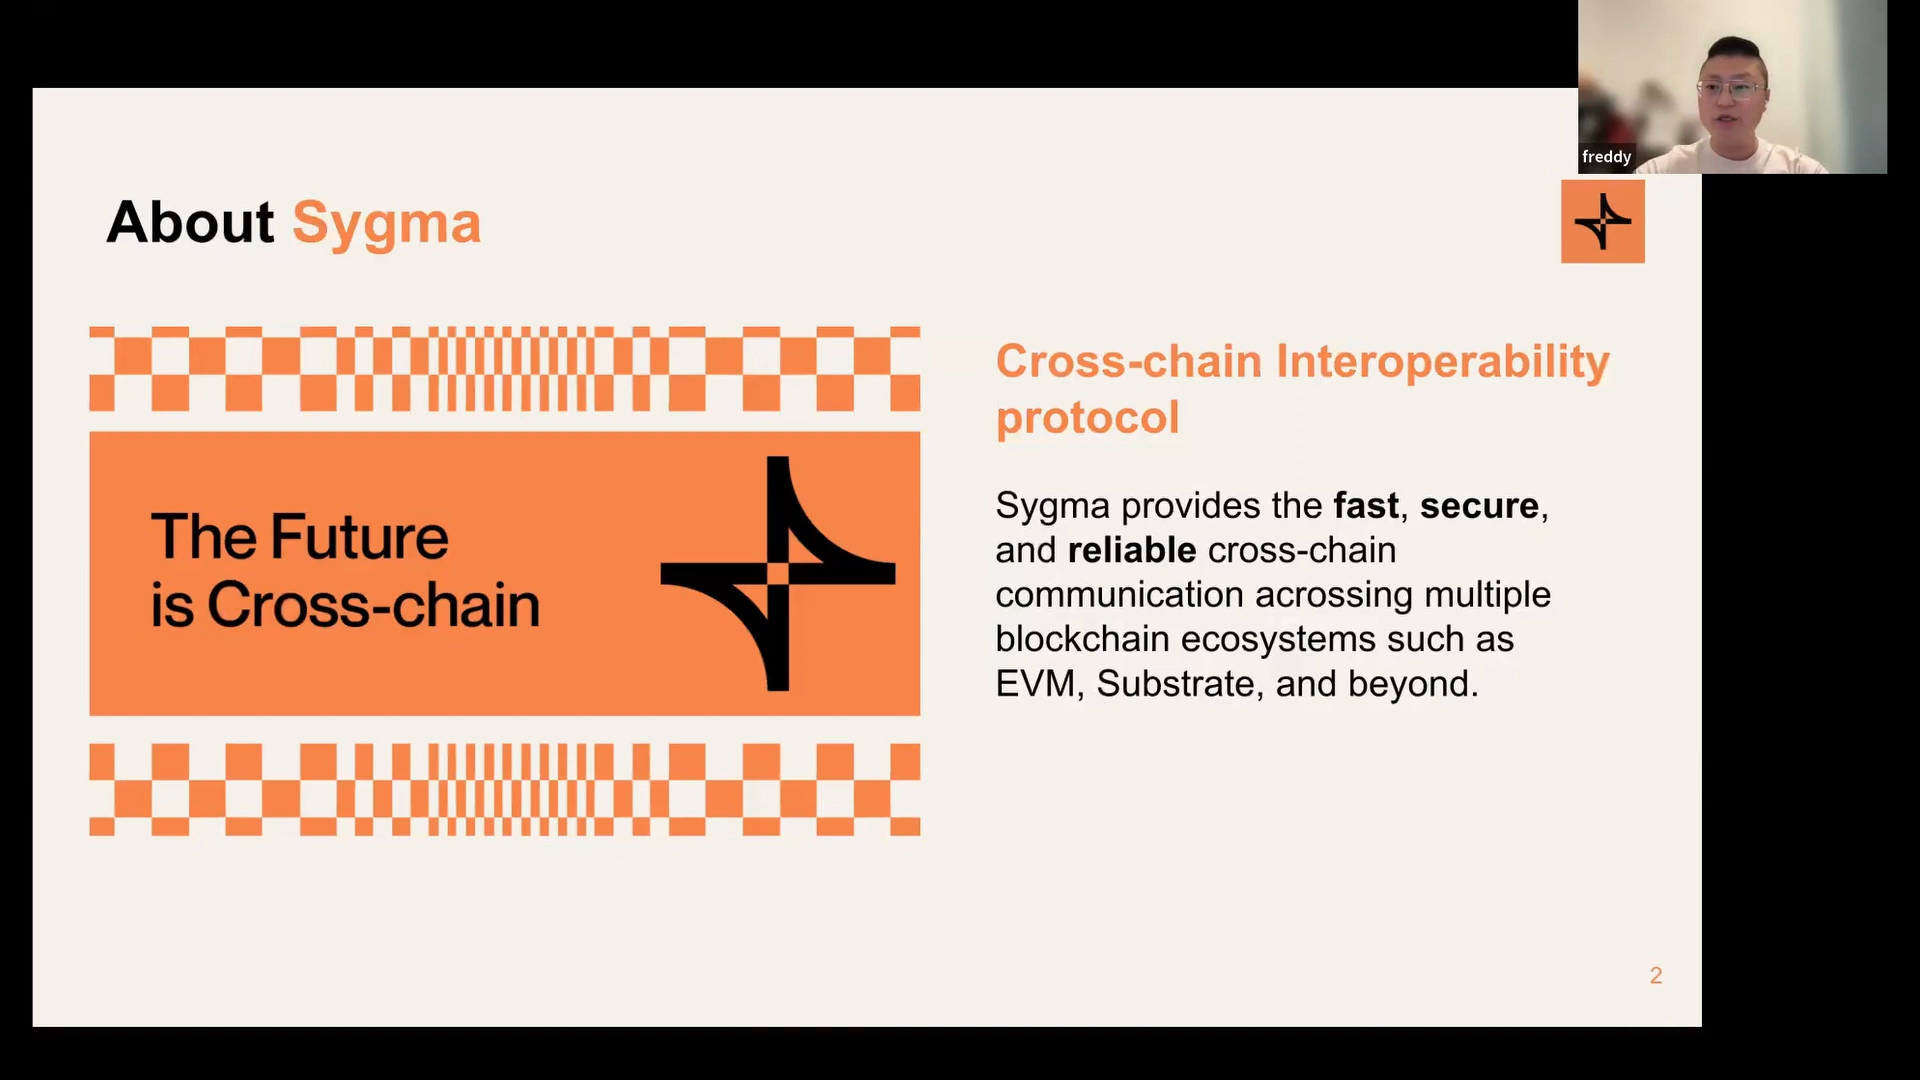 freddy
About Sygma
The Future
is Cross-chain
Cross-chain Interoperability
protocol
Sygma provides the fast, secure,
and reliable cross-chain
communication acrossing multiple
blockchain ecosystems such as
EVM, Substrate, and beyond.
2